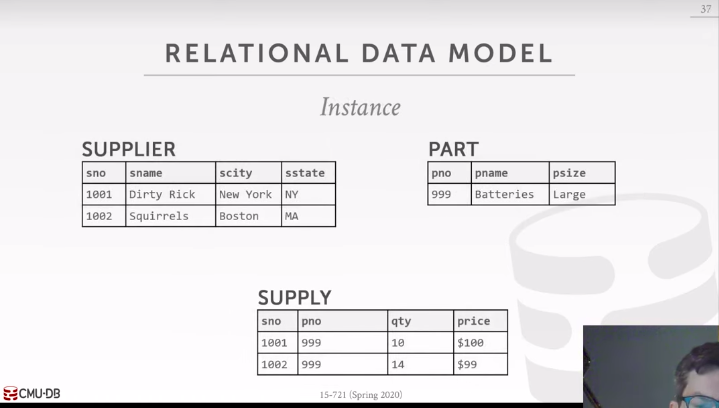 37
RELATIONAL DATA MODEL
Instance
SUPPLIER
sno sname scity sstate
1001 Dirty Rick New York NY
1002 Squirrels Boston MA
PART
pno pname psize
999 Batteries Large
SUPPLY
sno pno qty price
1001 999 10 $100
1002 999 14 $99
CMU·DB
15-721 (Spring 2020)